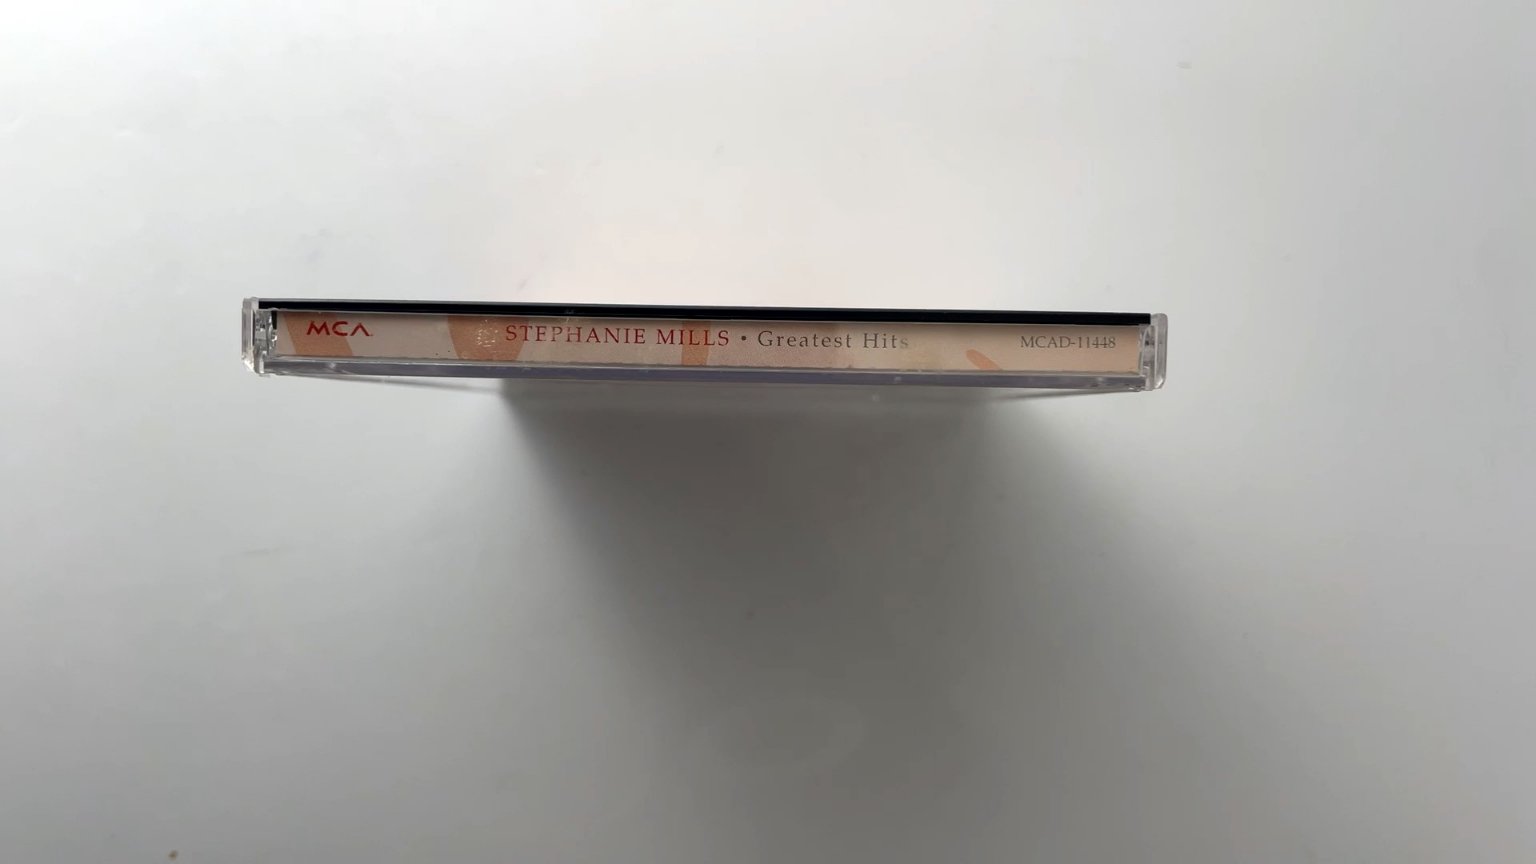 MCA. STEPHANIE MILLS • Greatest Hits MCAD-11448